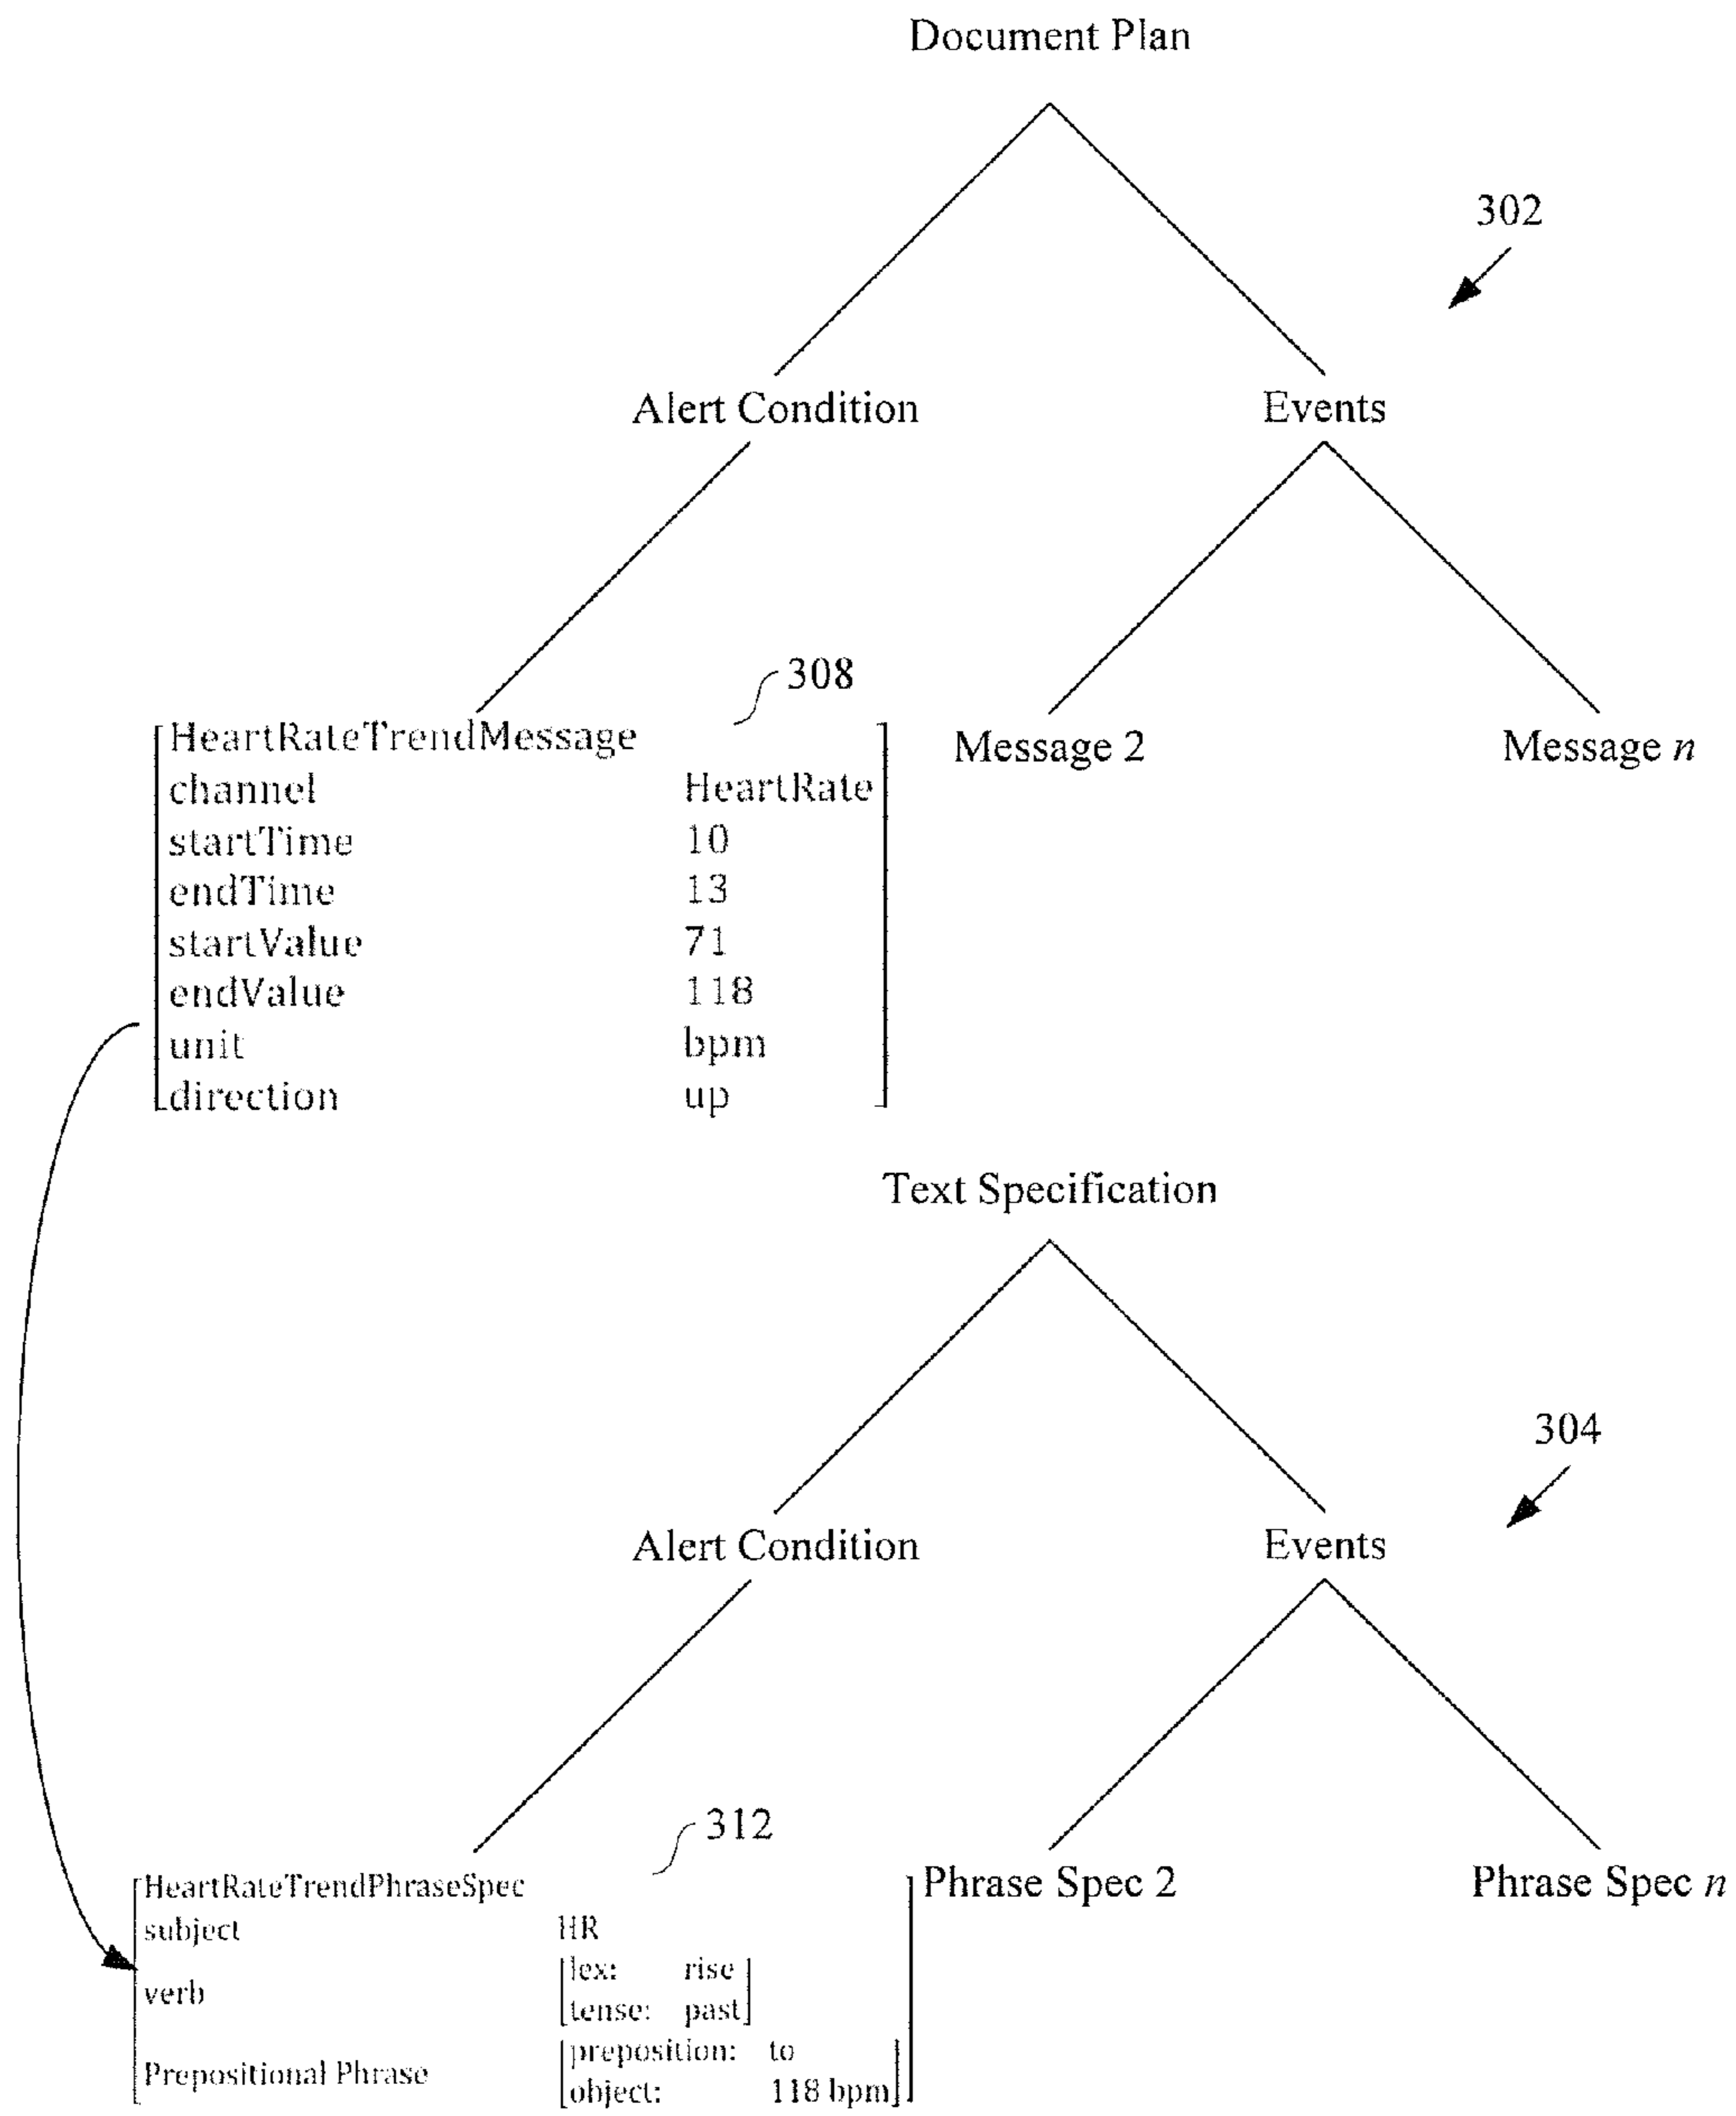 Document Plan
302
Alert Condition Events
308
HeartRateTrendMessage
Message 2 Message n
channel HeartRate
startTime 10
endTime 13
startValue 71
endValue 118
unit bpm
direction up
Text Specification
304
Alert Condition Events
312
HeartRateTrendPhraseSpec
Phrase Spec 2 Phrase Spec n
subject HR
lex: rise
verb
tense: past
preposition: to
Prepositional Phrase
object: 118 bpm